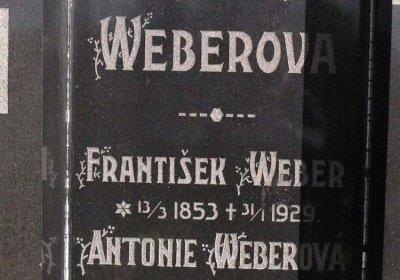 WEBEROVA
FRANTIŠEK WEBER
* 13/3 1853 + 31/1 1929.
ANTONIE WEBEROVÁ